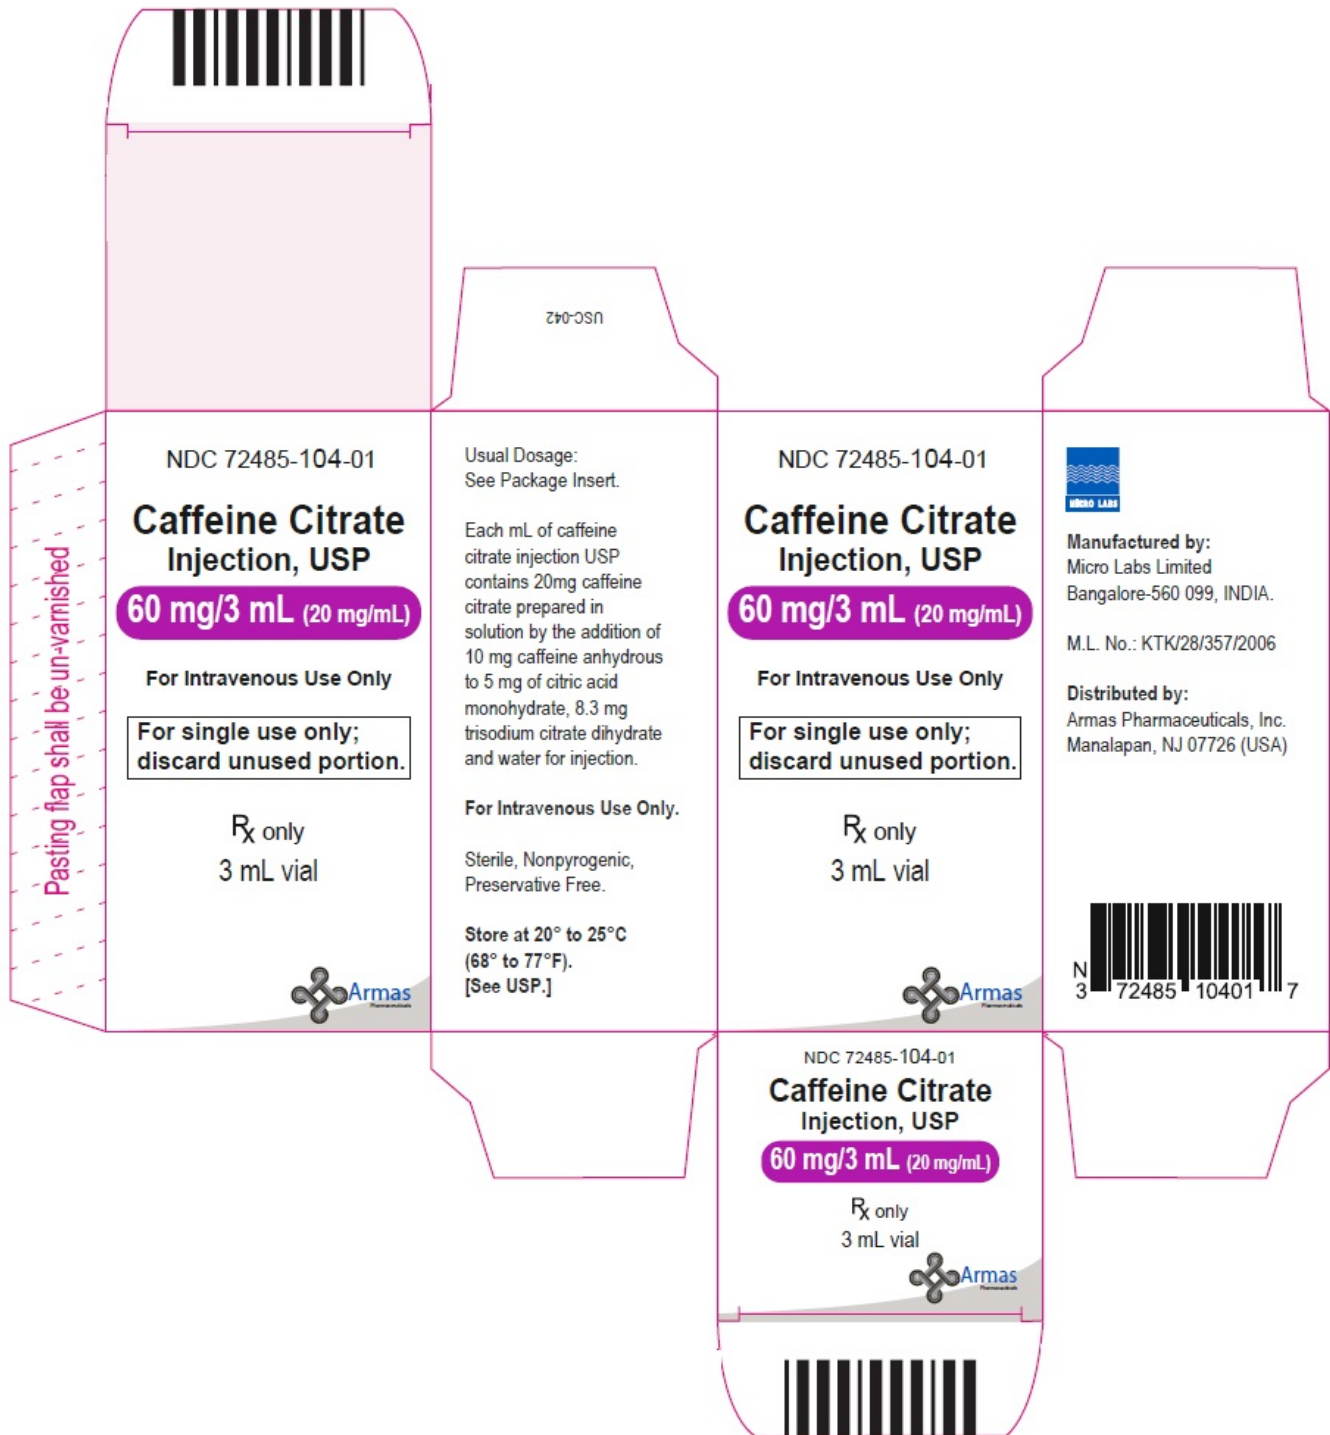 USC-042
Pasting flap shall be un-varnished
NDC 72485-104-01
Caffeine Citrate
Injection, USP
60 mg/3 mL (20 mg/mL)
For Intravenous Use Only
For single use only;
discard unused portion.
Rx only
3 mL vial
Armas
Pharmaceuticals
Usual Dosage:
See Package Insert.
Each mL of caffeine
citrate injection USP
contains 20mg caffeine
citrate prepared in
solution by the addition of
10 mg caffeine anhydrous
to 5 mg of citric acid
monohydrate, 8.3 mg
trisodium citrate dihydrate
and water for injection.
For Intravenous Use Only.
Sterile, Nonpyrogenic,
Preservative Free.
Store at 20° to 25°C
(68° to 77°F).
[See USP.]
NDC 72485-104-01
Caffeine Citrate
Injection, USP
60 mg/3 mL (20 mg/mL)
For Intravenous Use Only
For single use only;
discard unused portion.
Rx only
3 mL vial
Armas
Pharmaceuticals
MICRO LABS
Manufactured by:
Micro Labs Limited
Bangalore-560 099, INDIA.
M.L. No.: KTK/28/357/2006
Distributed by:
Armas Pharmaceuticals, Inc.
Manalapan, NJ 07726 (USA)
N
3 72485 10401 7
NDC 72485-104-01
Caffeine Citrate
Injection, USP
60 mg/3 mL (20 mg/mL)
Rx only
3 mL vial
Armas
Pharmaceuticals